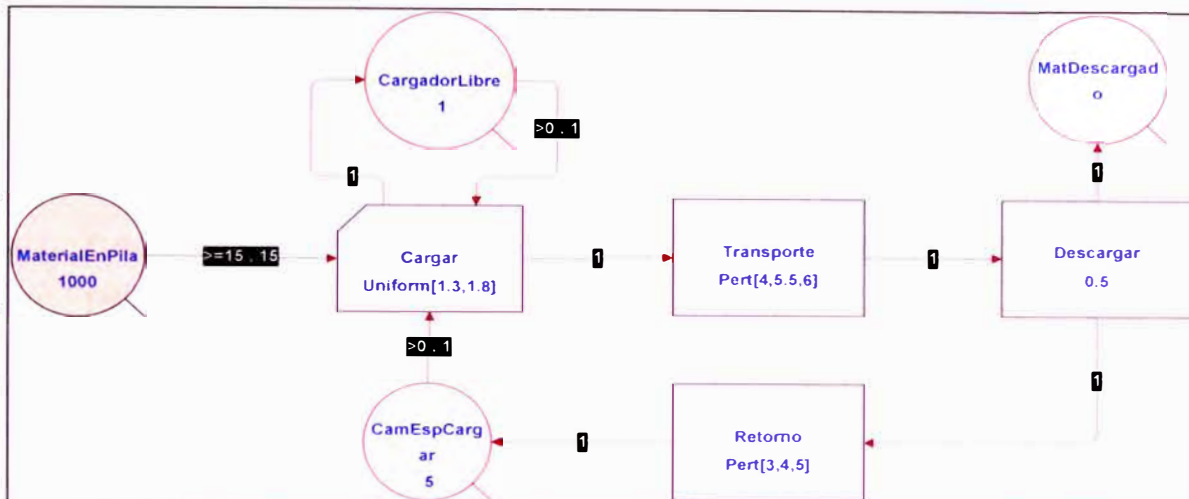 CargadorLibre
1
MatDescargad
o
>0 . 1
1
1
MaterialEnPila
1000
>=15 . 15
Cargar
Uniform[1.3,1.8]
1
Transporte
Pert[4,5.5,6]
1
Descargar
0.5
>0 . 1
1
CamEspCargar
ar
5
1
Retorno
Pert[3,4,5]